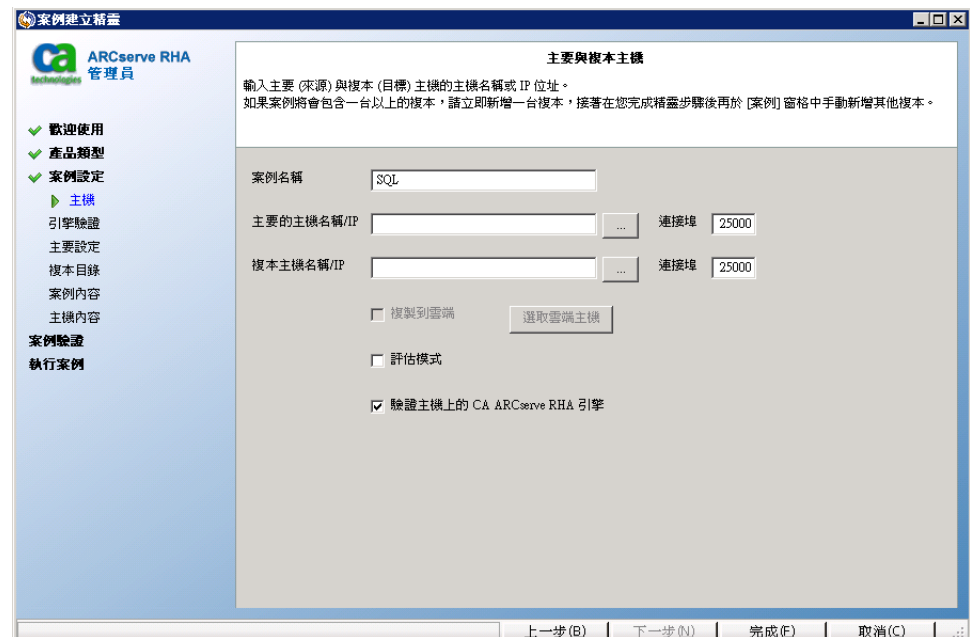 案例建立精靈
ca
technologies
ARCserve RHA
管理員
歡迎使用
產品類型
案例設定
主機
引擎驗證
主要設定
複本目錄
案例內容
主機內容
案例驗證
執行案例
主要與複本主機
輸入主要 (來源) 與複本 (目標) 主機的主機名稱或 IP 位址。
如果案例將會包含一台以上的複本，請立即新增一台複本，接著在您完成精靈步驟後再於 [案例] 窗格中手動新增其他複本。
案例名稱 SQL
主要的主機名稱/IP ... 連接埠 25000
複本主機名稱/IP ... 連接埠 25000
複製到雲端 選取雲端主機
評估模式
驗證主機上的 CA ARCserve RHA 引擎
上一步(B) 下一步(N) 完成(F) 取消(C)